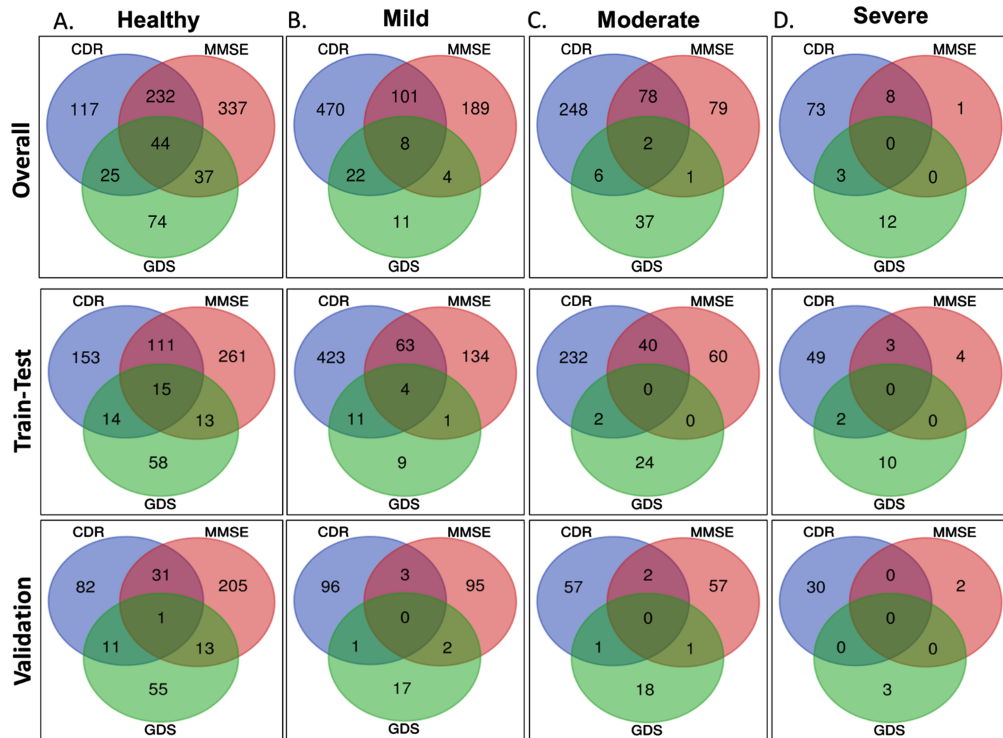 A. Healthy B. Mild C. Moderate D. Severe
Overall
CDR MMSE
117 232 337
44
25 37
74
GDS
CDR MMSE
470 101 189
8
22 4
11
GDS
CDR MMSE
248 78 79
2
6 1
37
GDS
CDR MMSE
73 8 1
0
3 0
12
GDS
Train-Test
CDR MMSE
153 111 261
15
14 13
58
GDS
CDR MMSE
423 63 134
4
11 1
9
GDS
CDR MMSE
232 40 60
0
2 0
24
GDS
CDR MMSE
49 3 4
0
2 0
10
GDS
Validation
CDR MMSE
82 31 205
1
11 13
55
GDS
CDR MMSE
96 3 95
0
1 2
17
GDS
CDR MMSE
57 2 57
0
1 1
18
GDS
CDR MMSE
30 0 2
0
0 0
3
GDS